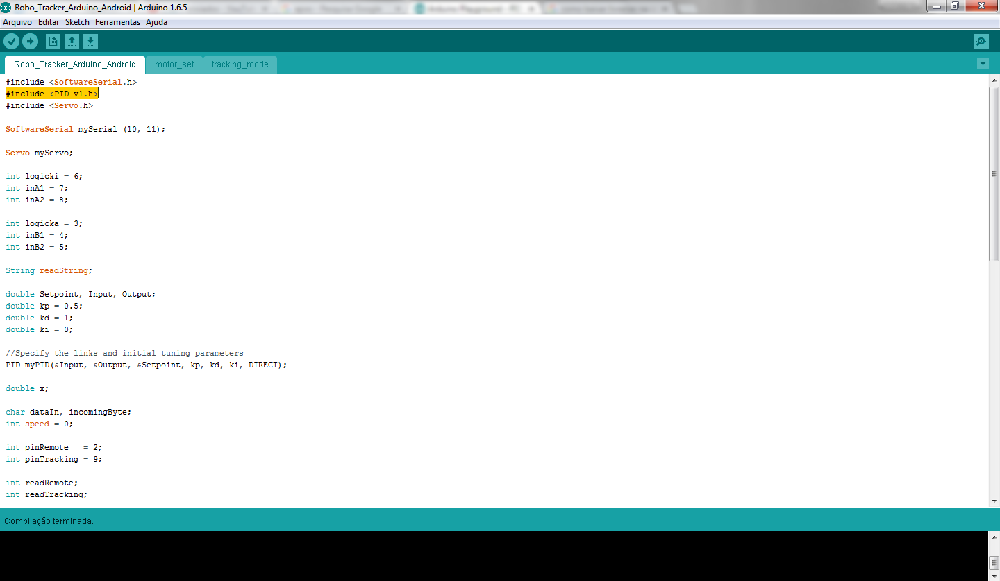 Robo_Tracker_Arduino_Android | Arduino 1.6.5
Arquivo Editar Sketch Ferramentas Ajuda
Robo_Tracker_Arduino_Android motor_set tracking_mode
#include <SoftwareSerial.h>
#include <PID_v1.h>
#include <Servo.h>
SoftwareSerial mySerial (10, 11);
Servo myServo;
int logicki = 6;
int inA1 = 7;
int inA2 = 8;
int logicka = 3;
int inB1 = 4;
int inB2 = 5;
String readString;
double Setpoint, Input, Output;
double kp = 0.5;
double kd = 1;
double ki = 0;
//Specify the links and initial tuning parameters
PID myPID(&Input, &Output, &Setpoint, kp, kd, ki, DIRECT);
double x;
char dataIn, incomingByte;
int speed = 0;
int pinRemote   = 2;
int pinTracking = 9;
int readRemote;
int readTracking;
Compilação terminada.